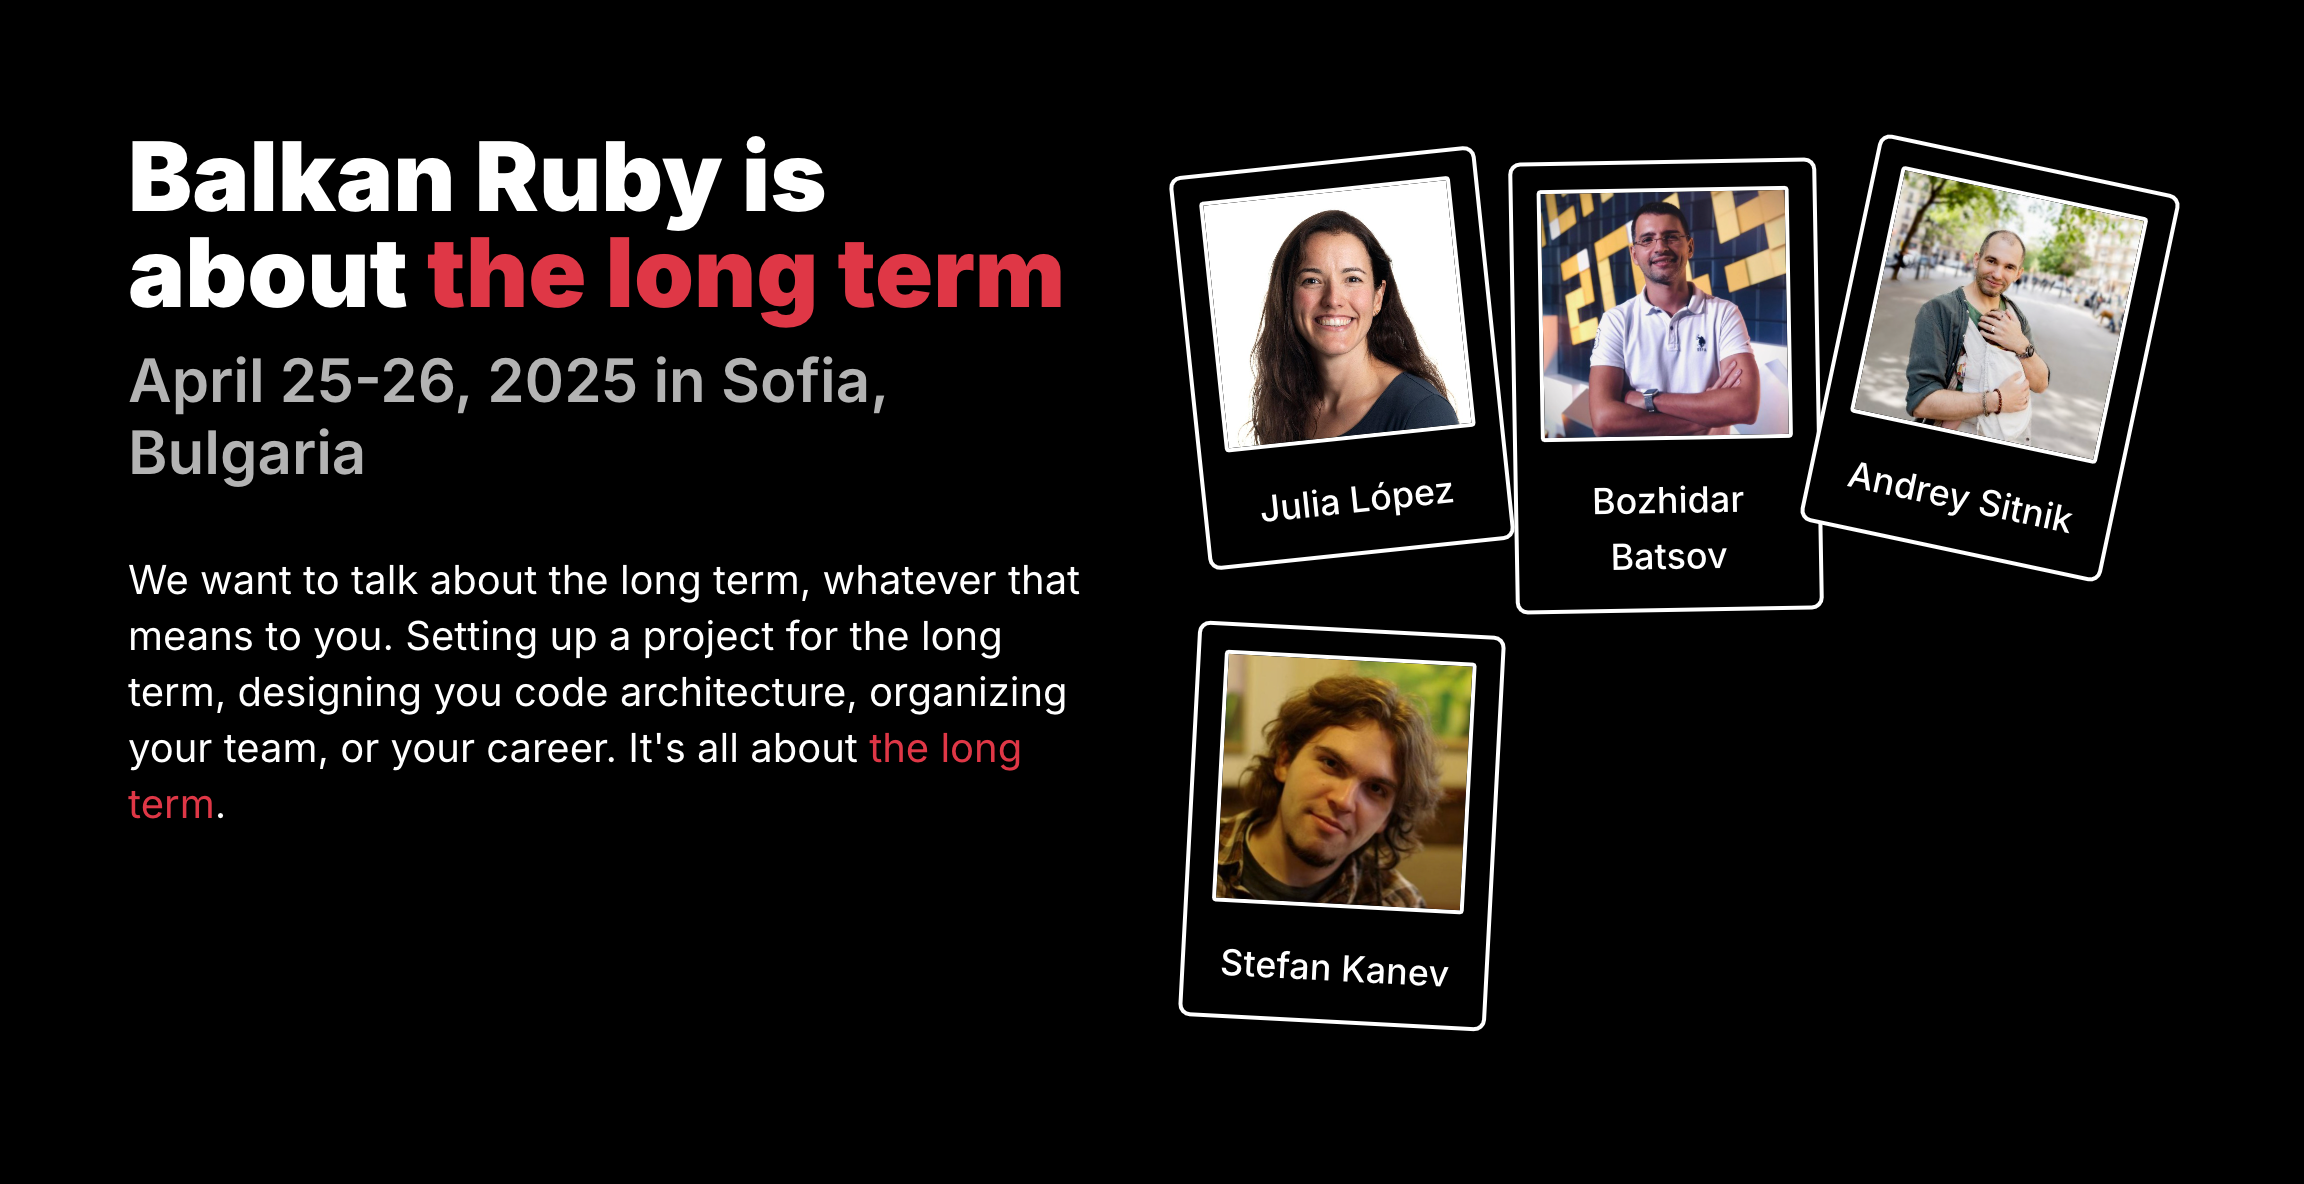 Balkan Ruby is
about the long term
April 25-26, 2025 in Sofia,
Bulgaria
We want to talk about the long term, whatever that
means to you. Setting up a project for the long
term, designing you code architecture, organizing
your team, or your career. It's all about the long
term.
Julia López
Bozhidar
Batsov
Andrey Sitnik
Stefan Kanev